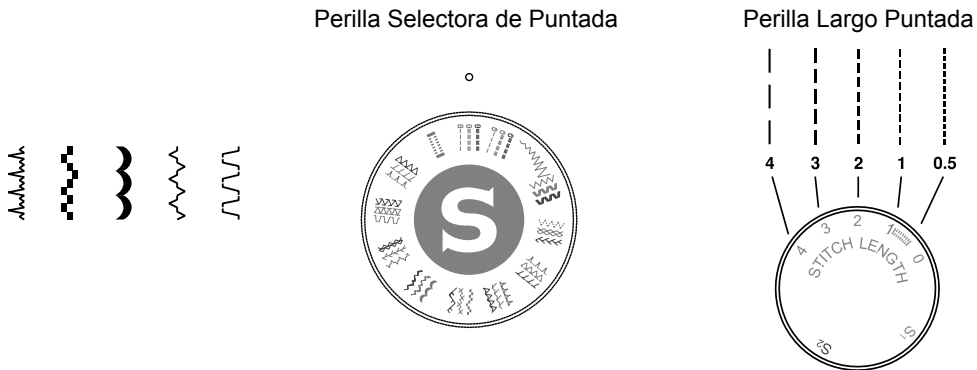 Perilla Selectora de Puntada
Perilla Largo Puntada
4 3 2 1 0.5
S
4 3 2 1 0
STITCH LENGTH
S1
S2